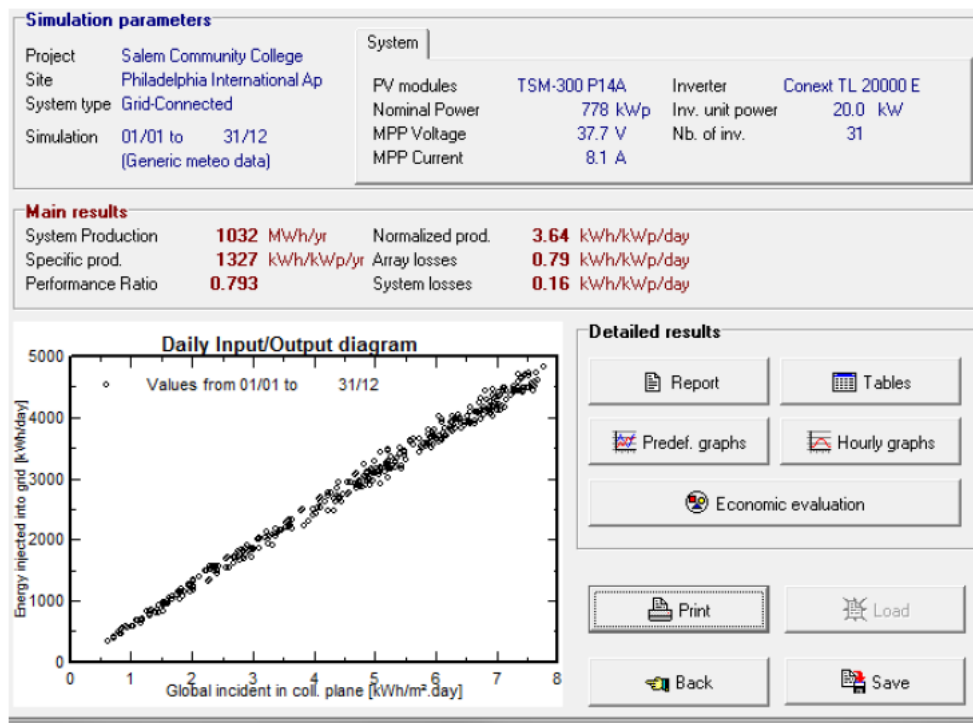 Simulation parameters
Project Salem Community College
Site Philadelphia International Ap
System type Grid-Connected
Simulation 01/01 to 31/12
(Generic meteo data)
System
PV modules TSM-300 P14A Inverter Conext TL 20000 E
Nominal Power 778 kWp Inv. unit power 20.0 kW
MPP Voltage 37.7 V Nb. of inv. 31
MPP Current 8.1 A
Main results
System Production 1032 MWh/yr Normalized prod. 3.64 kWh/kWp/day
Specific prod. 1327 kWh/kWp/yr Array losses 0.79 kWh/kWp/day
Performance Ratio 0.793 System losses 0.16 kWh/kWp/day
Daily Input/Output diagram
Values from 01/01 to 31/12
Energy injected into grid [kWh/day]
5000
4000
3000
2000
1000
0
0 1 2 3 4 5 6 7 8
Global incident in coll. plane [kWh/m².day]
Detailed results
Report Tables
Predef. graphs Hourly graphs
Economic evaluation
Print Load
Back Save